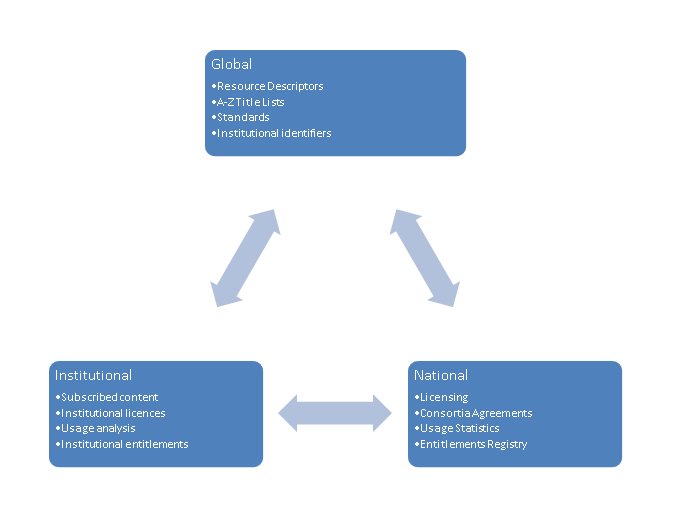 Global
•Resource Descriptors
•A-Z Title Lists
•Standards
•Institutional identifiers
Institutional
•Subscribed content
•Institutional licences
•Usage analysis
•Institutional entitlements
National
•Licensing
•Consortia Agreements
•Usage Statistics
•Entitlements Registry